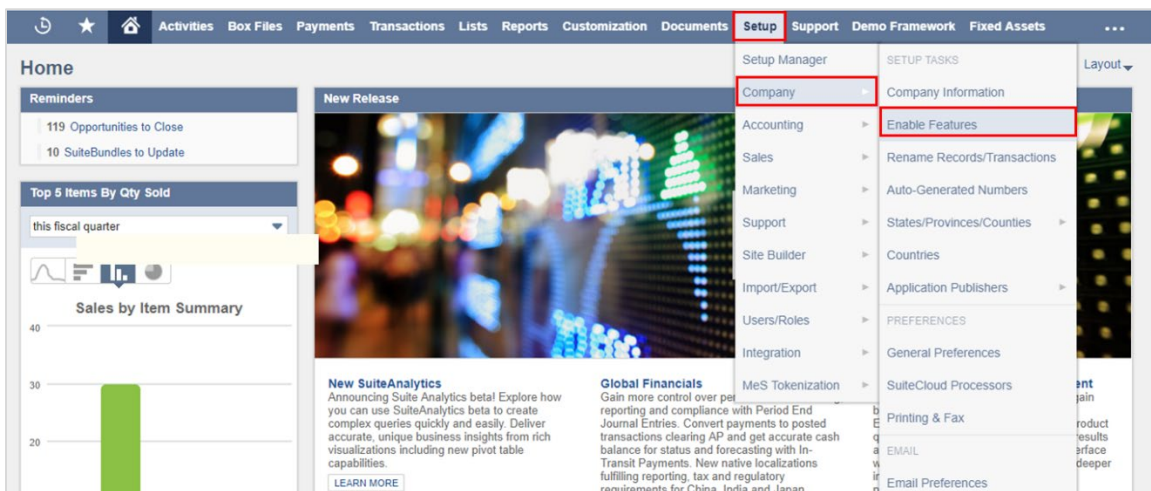 Activities Box Files Payments Transactions Lists Reports Customization Documents Setup Support Demo Framework Fixed Assets ...
Home
Layout
Reminders
119 Opportunities to Close
10 SuiteBundles to Update
Top 5 Items By Qty Sold
this fiscal quarter
Sales by Item Summary
40
30
20
New Release
New SuiteAnalytics
Announcing Suite Analytics beta! Explore how
you can use SuiteAnalytics beta to create
complex queries quickly and easily. Deliver
accurate, unique business insights from rich
visualizations including new pivot table
capabilities.
LEARN MORE
Global Financials
Gain more control over
reporting and compliance with Period End
Journal Entries. Convert payments to posted
transactions clearing AP and get accurate cash
balance for status and forecasting with In-
Transit Payments. New native localizations
fulfilling reporting, tax and regulatory
requirements for China, India and Japan
Setup Manager
Company
Accounting
Sales
Marketing
Support
Site Builder
Import/Export
Users/Roles
Integration
MeS Tokenization
SETUP TASKS
Company Information
Enable Features
Rename Records/Transactions
Auto-Generated Numbers
States/Provinces/Counties
Countries
Application Publishers
PREFERENCES
General Preferences
SuiteCloud Processors
Printing & Fax
EMAIL
Email Preferences
deeper